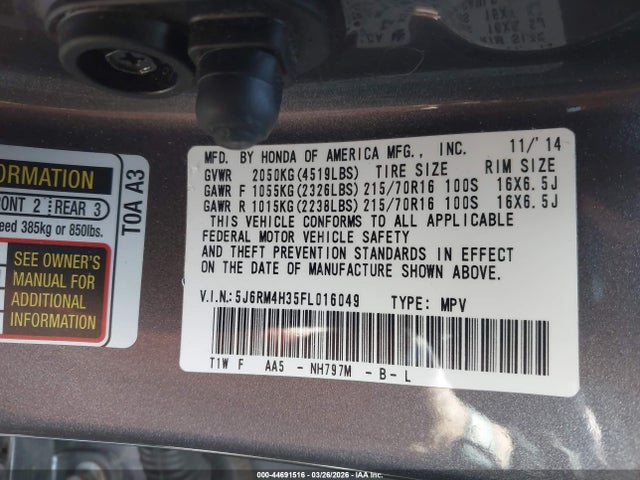 MFD. BY HONDA OF AMERICA MFG., INC. 11/'14
GVWR 2050KG(4519LBS) TIRE SIZE RIM SIZE
GAWR F 1055KG(2326LBS) 215/70R16 100S 16X6.5J
GAWR R 1015KG(2238LBS) 215/70R16 100S 16X6.5J
THIS VEHICLE CONFORMS TO ALL APPLICABLE
FEDERAL MOTOR VEHICLE SAFETY
AND THEFT PREVENTION STANDARDS IN EFFECT
ON THE DATE OF MANUFACTURE SHOWN ABOVE.
V.I.N.:5J6RM4H35FL016049 TYPE: MPV
T1W F AA5 - NH797M - B - L
FRONT 2 REAR 3
385kg or 850lbs.
SEE OWNER'S
MANUAL FOR
ADDITIONAL
INFORMATION
T0A A3
000-44691516 03/26/2026 IAA Inc.